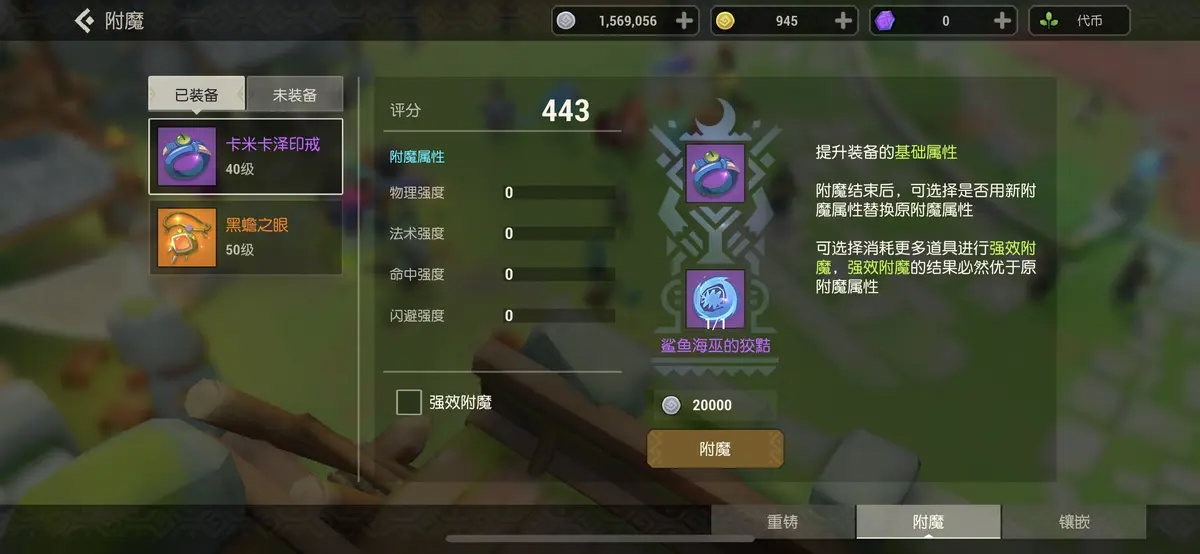 附魔
1,569,056
945
0
代币
已装备
未装备
卡米卡泽印戒
40级
黑蟾之眼
50级
评分
443
附魔属性
物理强度 0
法术强度 0
命中强度 0
闪避强度 0
强效附魔
1/1
鲨鱼海巫的狡黠
20000
附魔
提升装备的基础属性
附魔结束后，可选择是否用新附
魔属性替换原附魔属性
可选择消耗更多道具进行强效附
魔，强效附魔的结果必然优于原
附魔属性
重铸
附魔
镶嵌